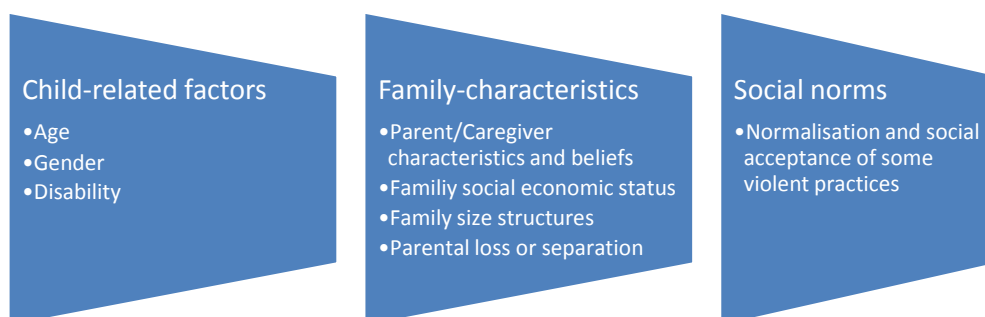 Child-related factors
•Age
•Gender
•Disability
Family-characteristics
•Parent/Caregiver
characteristics and beliefs
•Familiy social economic status
•Family size structures
•Parental loss or separation
Social norms
•Normalisation and social
acceptance of some
violent practices